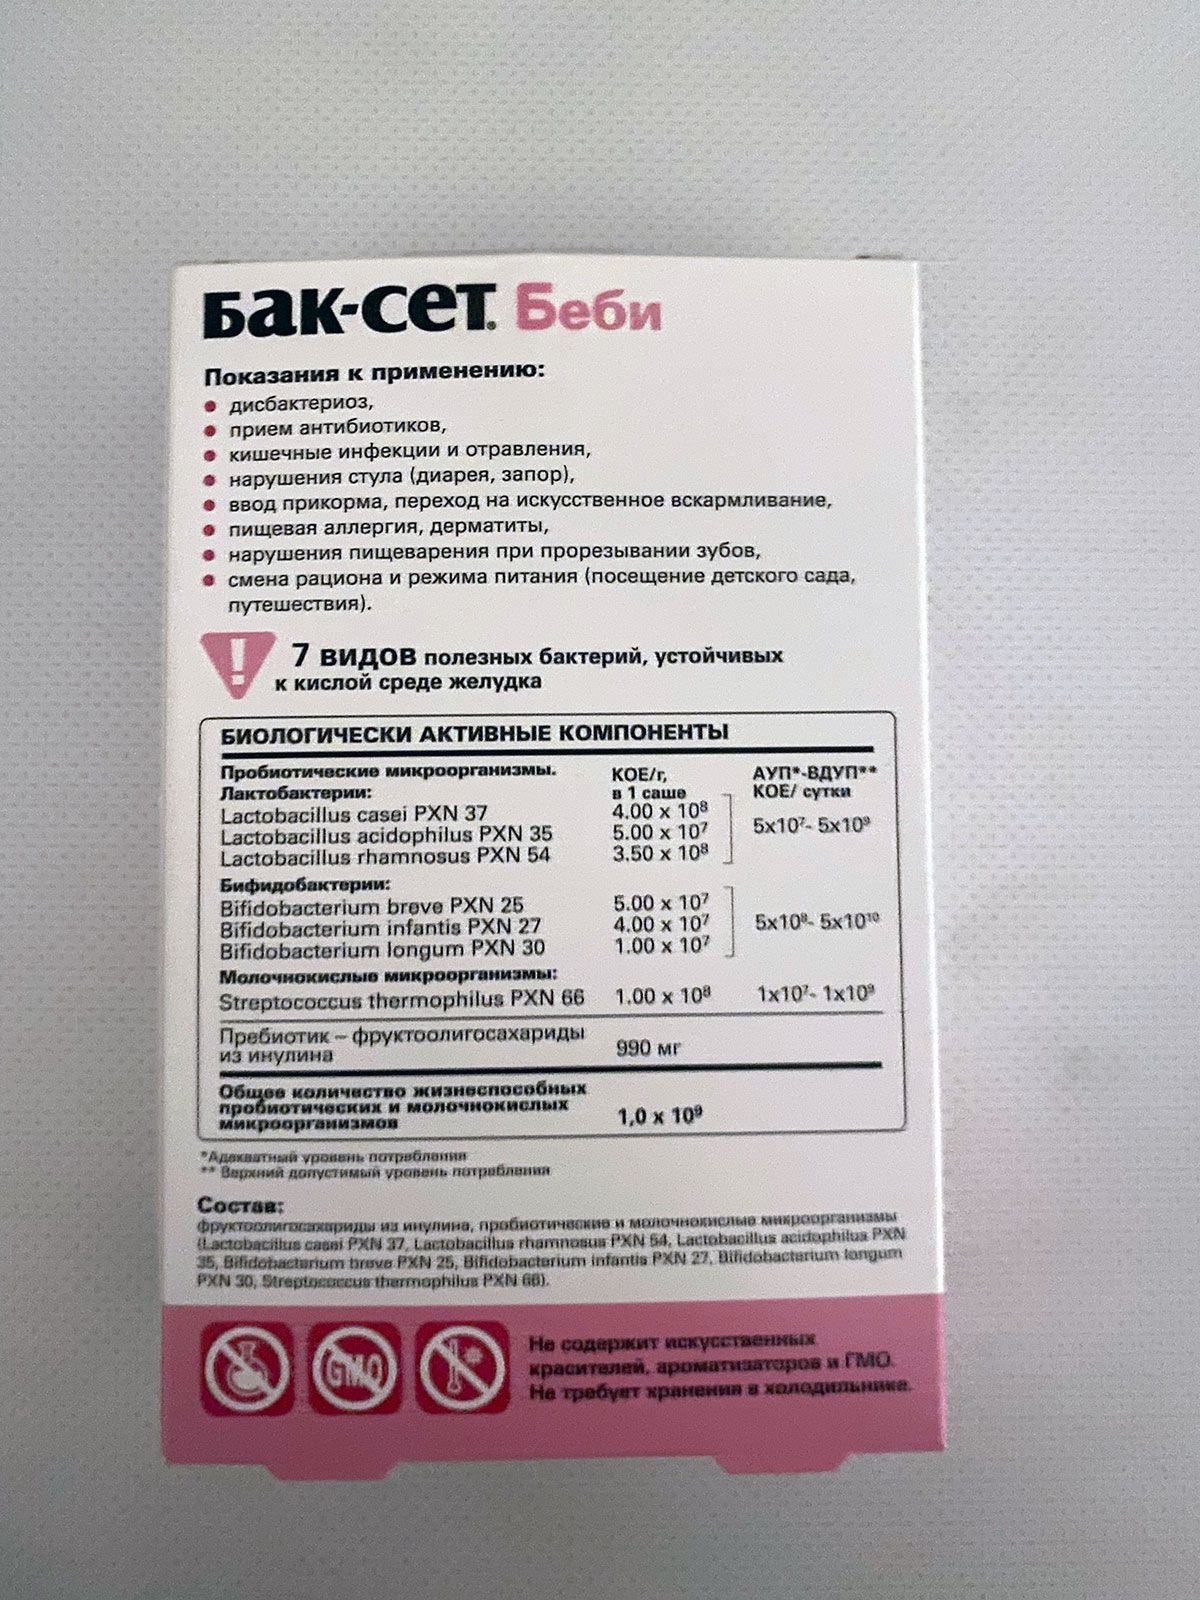 Бак-сет® Беби
Показания к применению:
• дисбактериоз,
• прием антибиотиков,
• кишечные инфекции и отравления,
• нарушения стула (диарея, запор),
• ввод прикорма, переход на искусственное вскармливание,
• пищевая аллергия, дерматиты,
• нарушения пищеварения при прорезывании зубов,
• смена рациона и режима питания (посещение детского сада,
путешествия).
! 7 видов полезных бактерий, устойчивых
к кислой среде желудка
БИОЛОГИЧЕСКИ АКТИВНЫЕ КОМПОНЕНТЫ
Пробиотические микроорганизмы. КОЕ/г, АУП*-ВДУП**
Лактобактерии: в 1 саше КОЕ/ сутки
Lactobacillus casei PXN 37 4.00 x 10⁸
Lactobacillus acidophilus PXN 35 5.00 x 10⁷ 5x10⁷- 5x10⁹
Lactobacillus rhamnosus PXN 54 3.50 x 10⁸
Бифидобактерии:
Bifidobacterium breve PXN 25 5.00 x 10⁷
Bifidobacterium infantis PXN 27 4.00 x 10⁷ 5x10⁸- 5x10¹⁰
Bifidobacterium longum PXN 30 1.00 x 10⁷
Молочнокислые микроорганизмы:
Streptococcus thermophilus PXN 66 1.00 x 10⁸ 1x10⁷- 1x10⁹
Пребиотик – фруктоолигосахариды
из инулина 990 мг
Общее количество жизнеспособных
пробиотических и молочнокислых
микроорганизмов 1,0 x 10⁹
*Адекватный уровень потребления
** Верхний допустимый уровень потребления
Состав:
фруктоолигосахариды из инулина, пробиотические и молочнокислые микроорганизмы
(Lactobacillus casei PXN 37, Lactobacillus rhamnosus PXN 54, Lactobacillus acidophilus PXN
35, Bifidobacterium breve PXN 25, Bifidobacterium infantis PXN 27, Bifidobacterium longum
PXN 30, Streptococcus thermophilus PXN 66).
GMO
Не содержит искусственных
красителей, ароматизаторов и ГМО.
Не требует хранения в холодильнике.